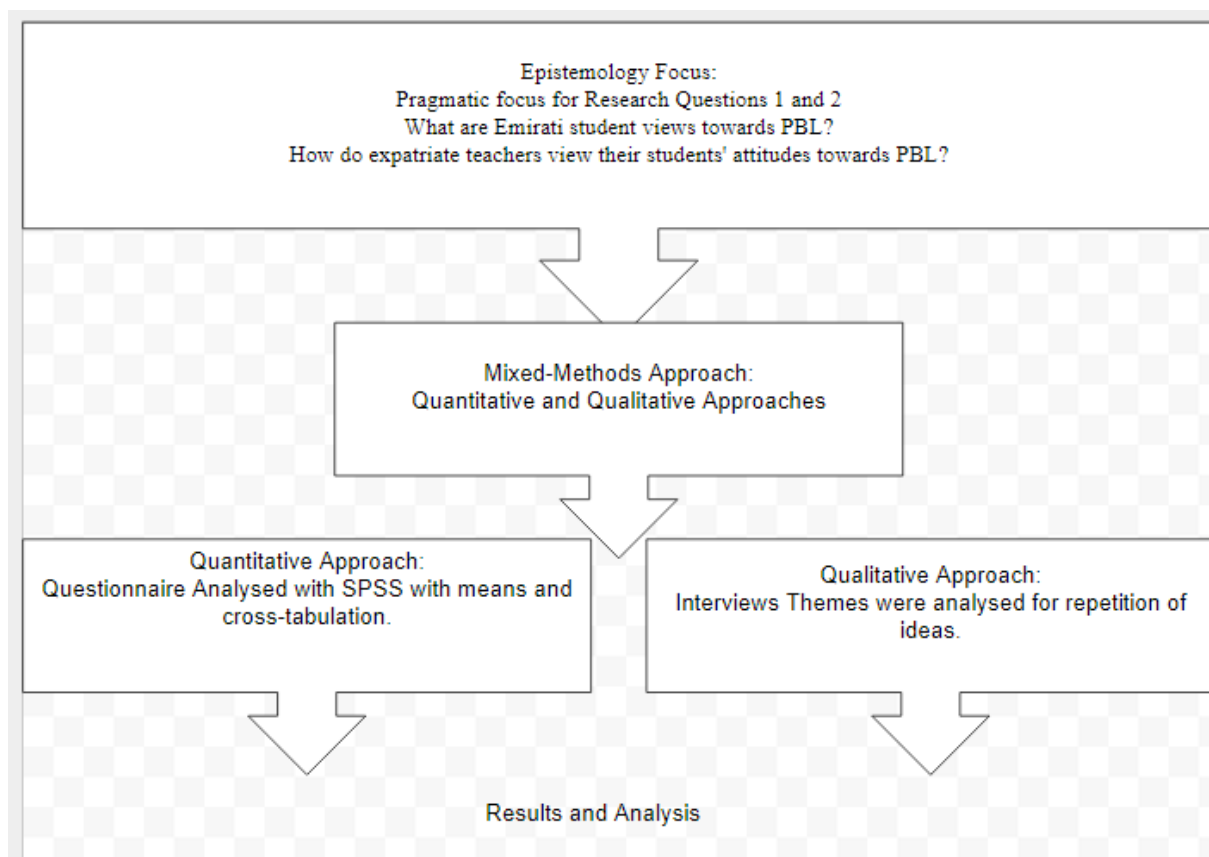 Epistemology Focus:
Pragmatic focus for Research Questions 1 and 2
What are Emirati student views towards PBL?
How do expatriate teachers view their students' attitudes towards PBL?
Mixed-Methods Approach:
Quantitative and Qualitative Approaches
Quantitative Approach:
Questionnaire Analysed with SPSS with means and
cross-tabulation.
Qualitative Approach:
Interviews Themes were analysed for repetition of
ideas.
Results and Analysis